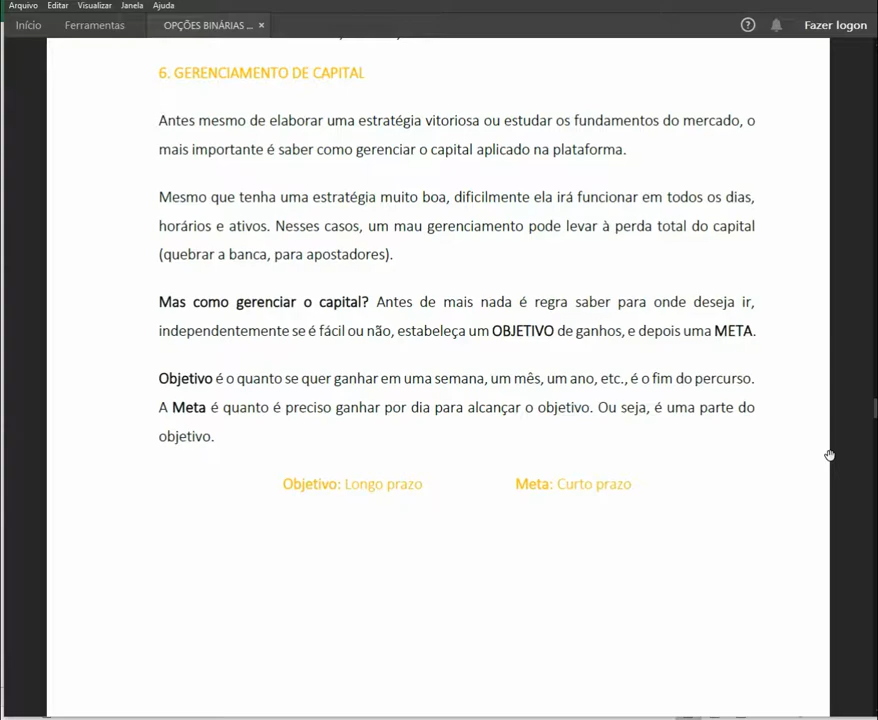 Arquivo Editar Visualizar Janela Ajuda
Início Ferramentas OPÇÕES BINÁRIAS ... × Fazer logon
6. GERENCIAMENTO DE CAPITAL
Antes mesmo de elaborar uma estratégia vitoriosa ou estudar os fundamentos do mercado, o
mais importante é saber como gerenciar o capital aplicado na plataforma.
Mesmo que tenha uma estratégia muito boa, dificilmente ela irá funcionar em todos os dias,
horários e ativos. Nesses casos, um mau gerenciamento pode levar à perda total do capital
(quebrar a banca, para apostadores).
Mas como gerenciar o capital? Antes de mais nada é regra saber para onde deseja ir,
independentemente se é fácil ou não, estabeleça um OBJETIVO de ganhos, e depois uma META.
Objetivo é o quanto se quer ganhar em uma semana, um mês, um ano, etc., é o fim do percurso.
A Meta é quanto é preciso ganhar por dia para alcançar o objetivo. Ou seja, é uma parte do
objetivo.
Objetivo: Longo prazo Meta: Curto prazo